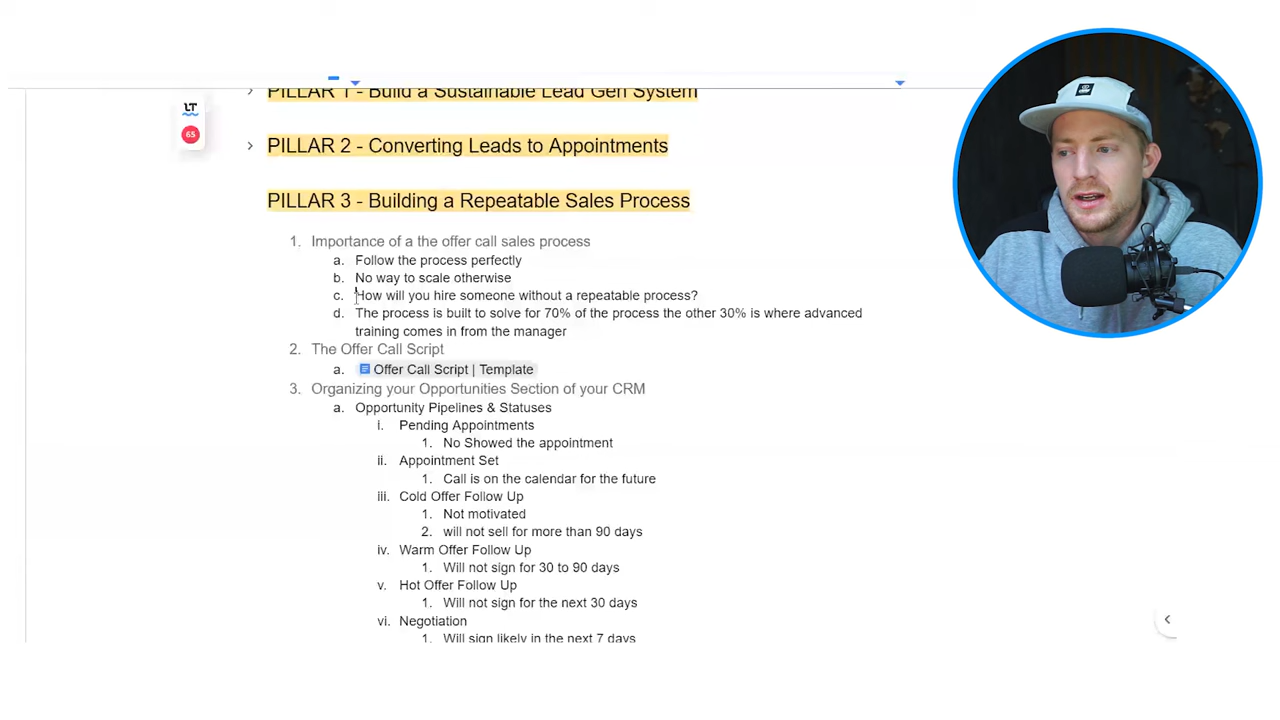 PILLAR 1 - Build a Sustainable Lead Gen System
LT
65
PILLAR 2 - Converting Leads to Appointments
PILLAR 3 - Building a Repeatable Sales Process
1. Importance of a the offer call sales process
a. Follow the process perfectly
b. No way to scale otherwise
c. How will you hire someone without a repeatable process?
d. The process is built to solve for 70% of the process the other 30% is where advanced
training comes in from the manager
2. The Offer Call Script
a. Offer Call Script | Template
3. Organizing your Opportunities Section of your CRM
a. Opportunity Pipelines & Statuses
i. Pending Appointments
1. No Showed the appointment
ii. Appointment Set
1. Call is on the calendar for the future
iii. Cold Offer Follow Up
1. Not motivated
2. will not sell for more than 90 days
iv. Warm Offer Follow Up
1. Will not sign for 30 to 90 days
v. Hot Offer Follow Up
1. Will not sign for the next 30 days
vi. Negotiation
1. Will sign likely in the next 7 days